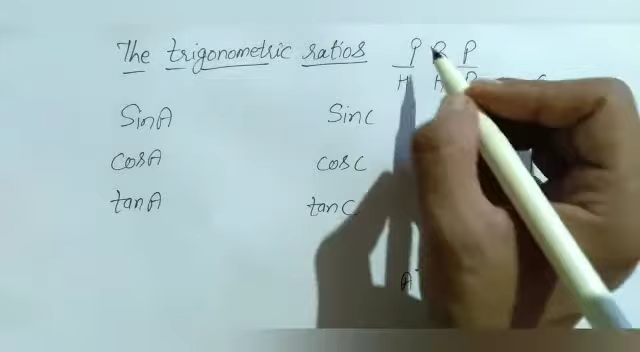 The trigonometric ratios P P
H H
SinA SinC
cosA cosC
tanA tanC
A